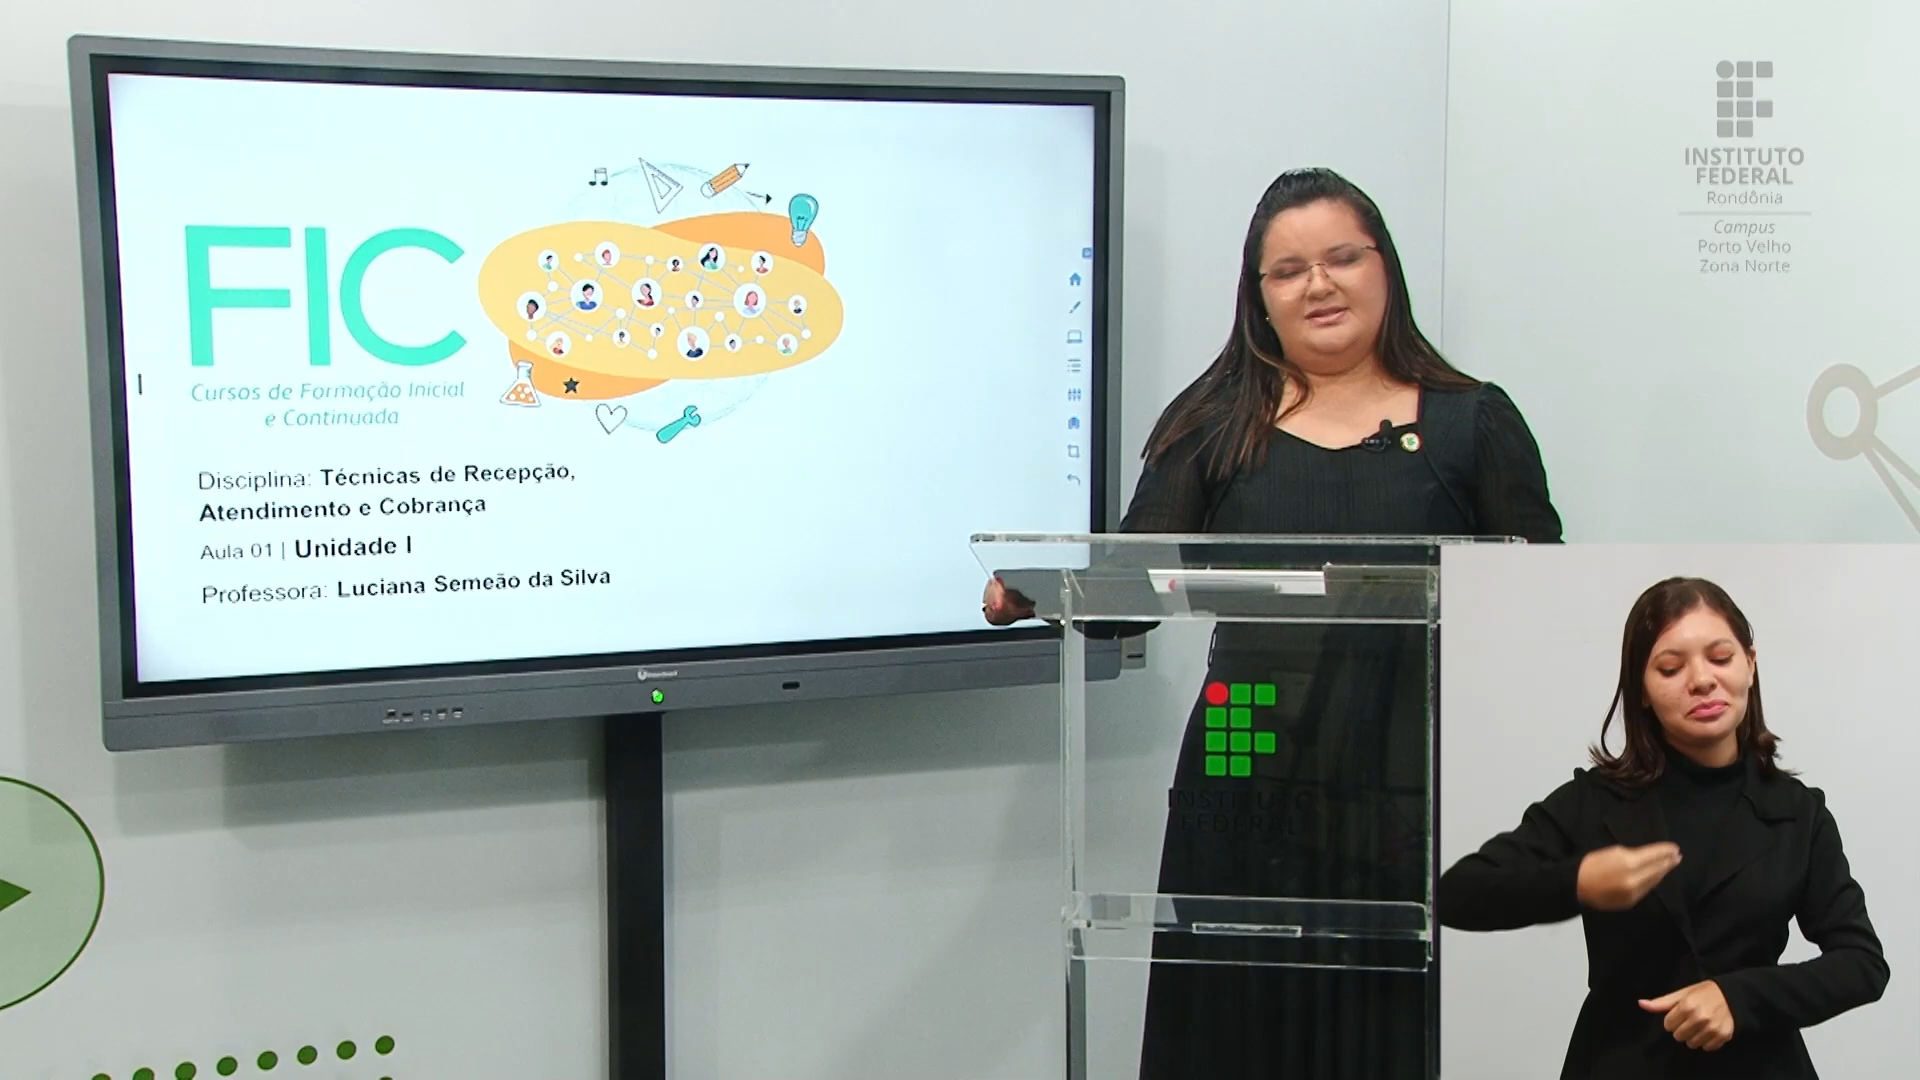 FIC
Cursos de Formação Inicial
e Continuada
Disciplina: Técnicas de Recepção,
Atendimento e Cobrança
Aula 01 | Unidade I
Professora: Luciana Semeão da Silva
INSTITUTO
FEDERAL
Rondônia
Campus
Porto Velho
Zona Norte
INSTITUTO
FEDERAL